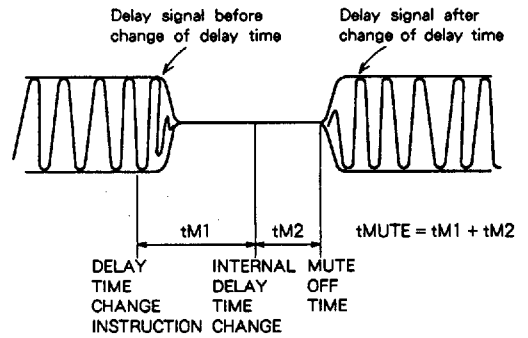 Delay signal before
change of delay time
Delay signal after
change of delay time
tM1
tM2
tMUTE = tM1 + tM2
DELAY
TIME
CHANGE
INSTRUCTION
INTERNAL
DELAY
TIME
CHANGE
MUTE
OFF
TIME